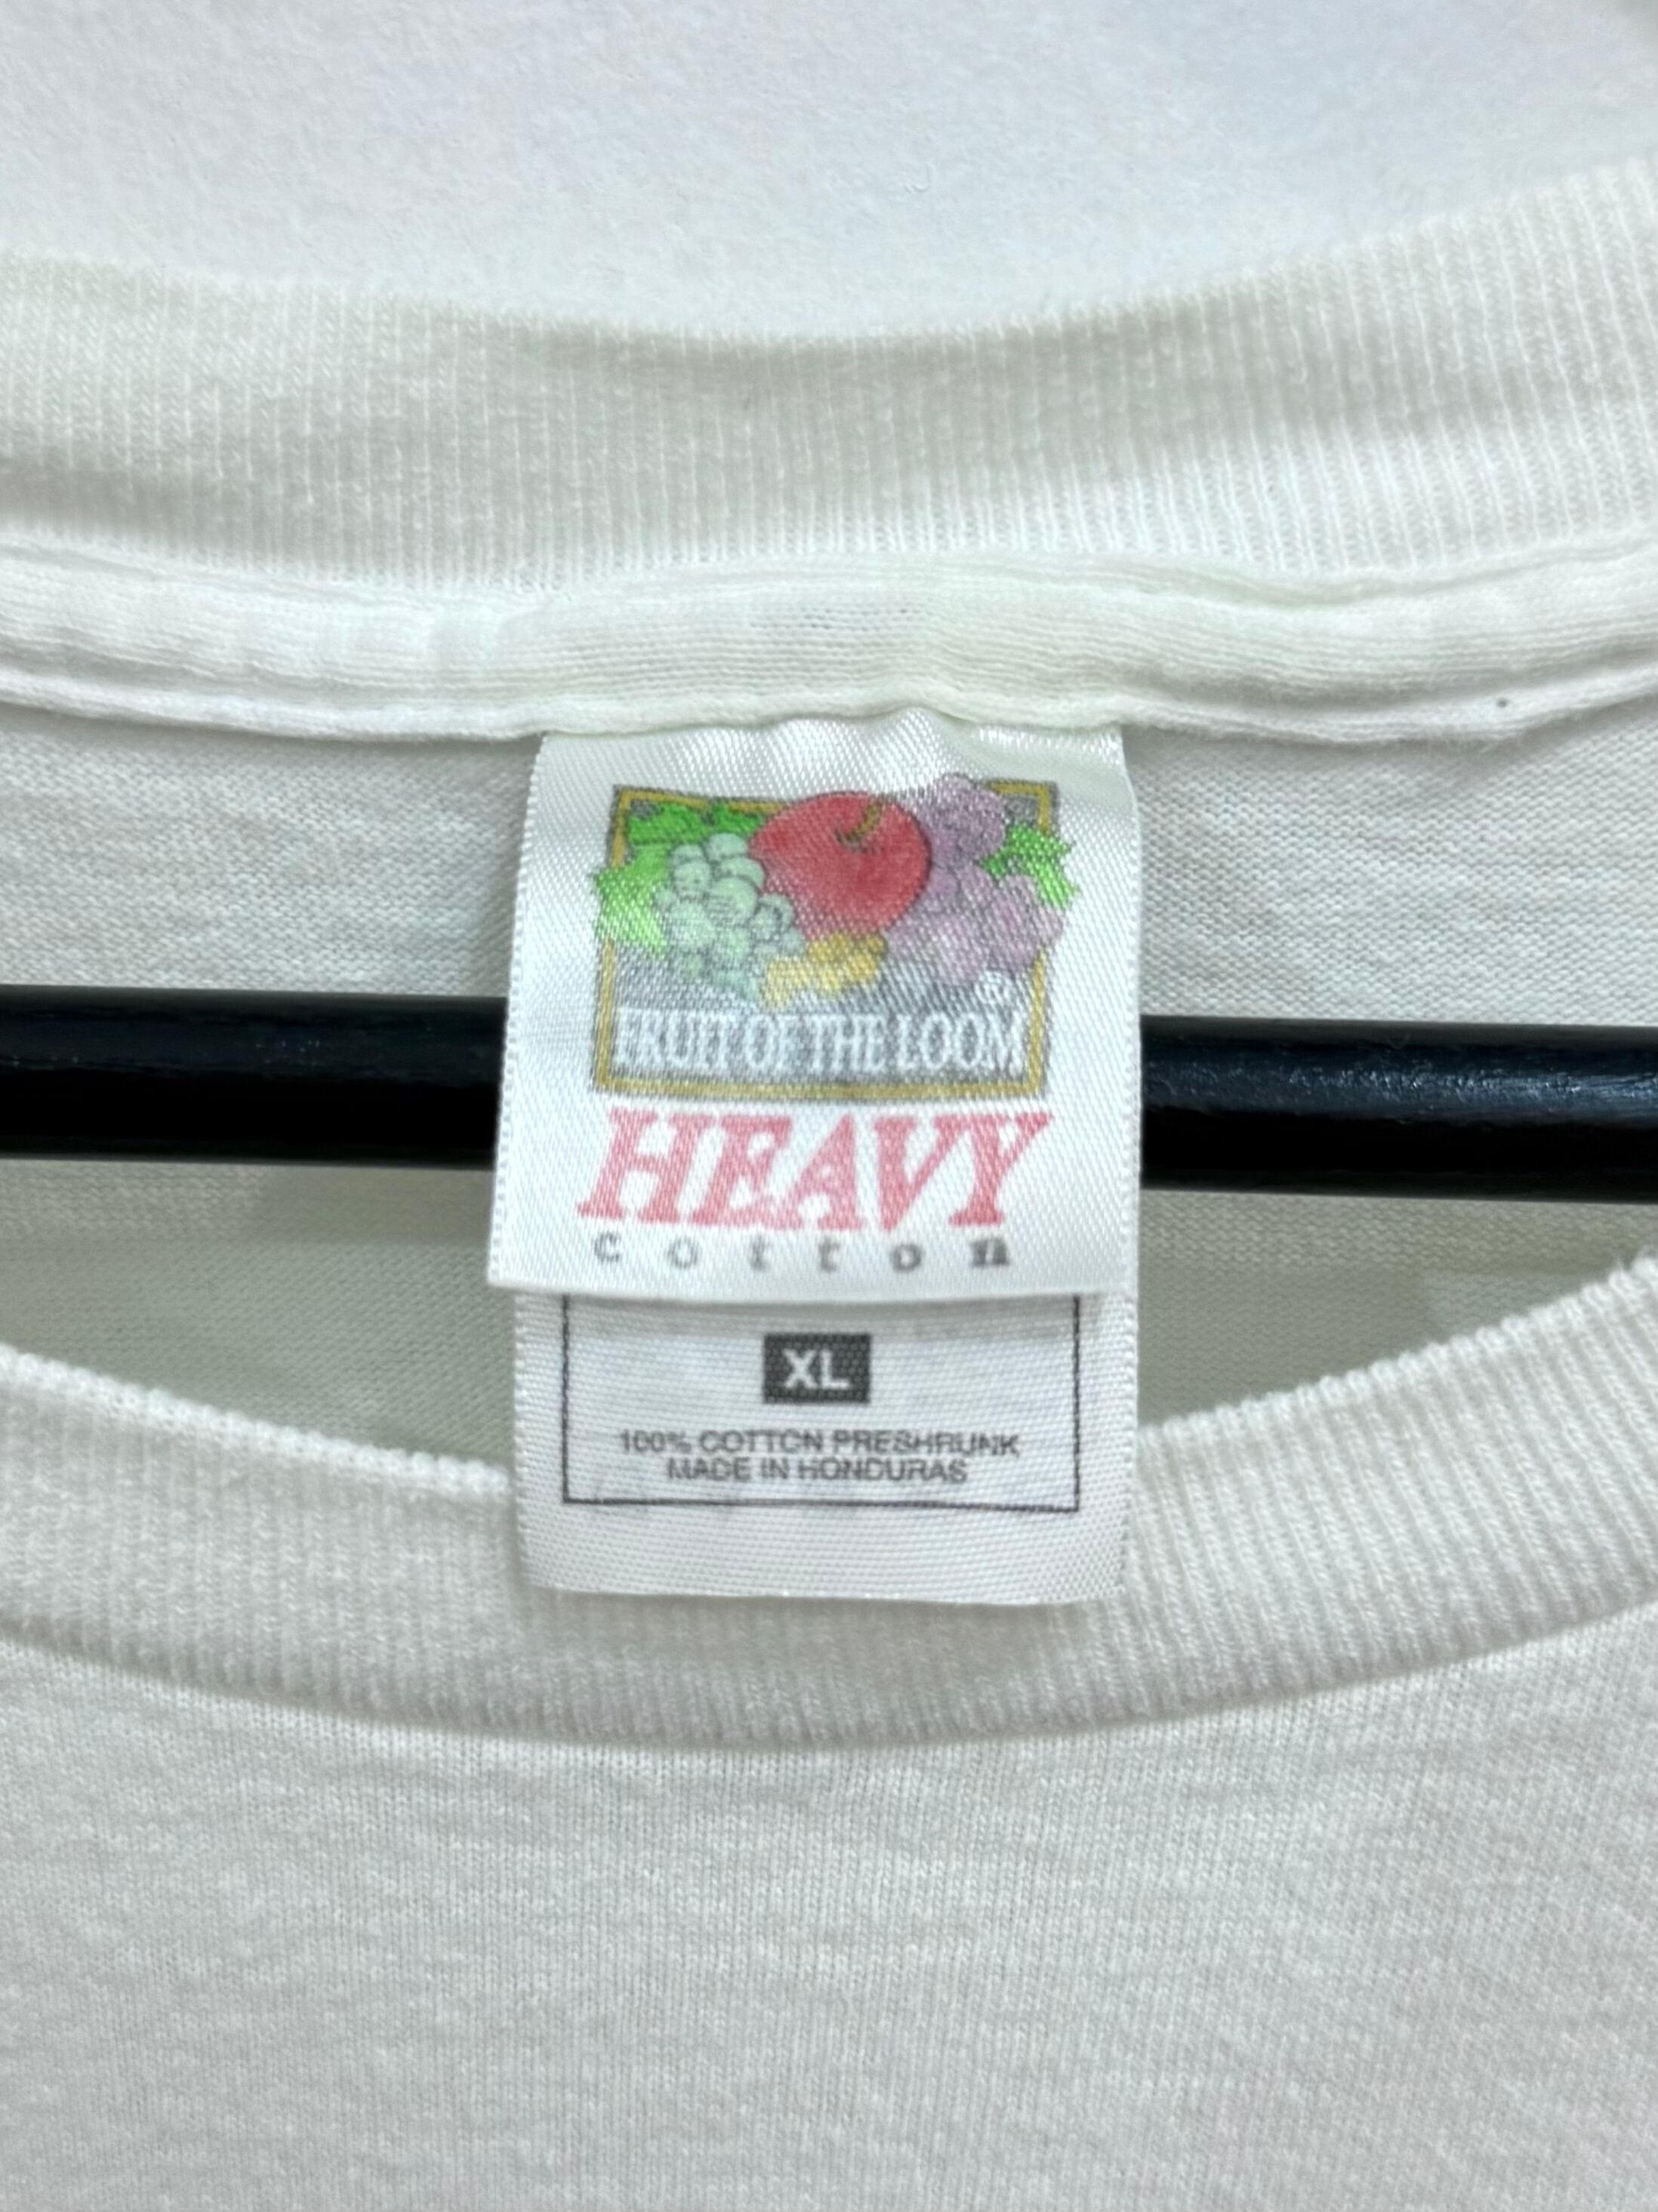 ®
FRUIT OF THE LOOM
HEAVY
cotton
XL
100% COTTON PRESHRUNK
MADE IN HONDURAS